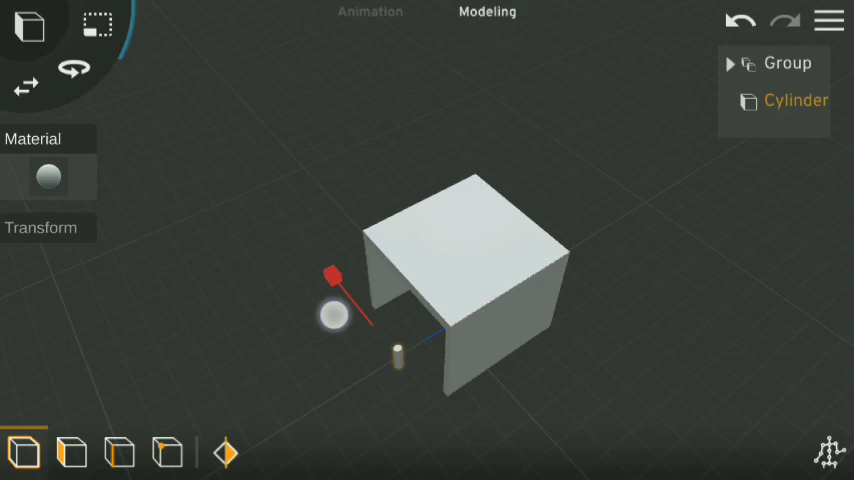 Animation
Modeling
Group
Cylinder
Material
Transform